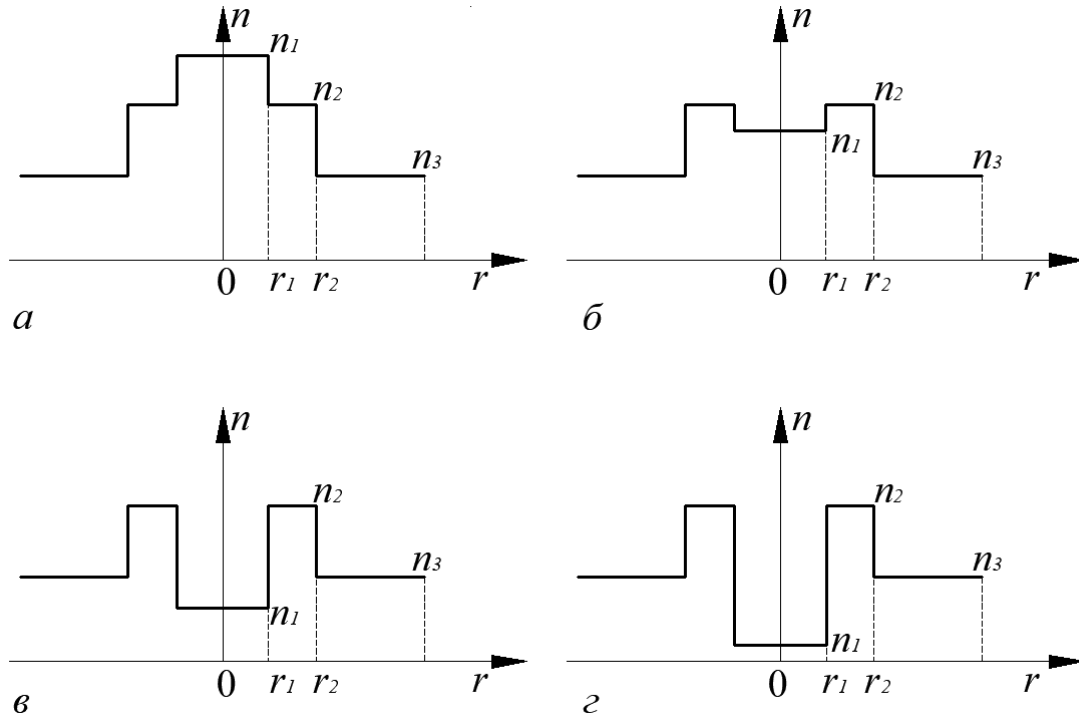 n n₁ n₂ n₃
0 r₁ r₂ r
а
n n₂ n₁ n₃
0 r₁ r₂ r
б
n n₂ n₃ n₁
0 r₁ r₂ r
в
n n₂ n₃ n₁
0 r₁ r₂ r
г